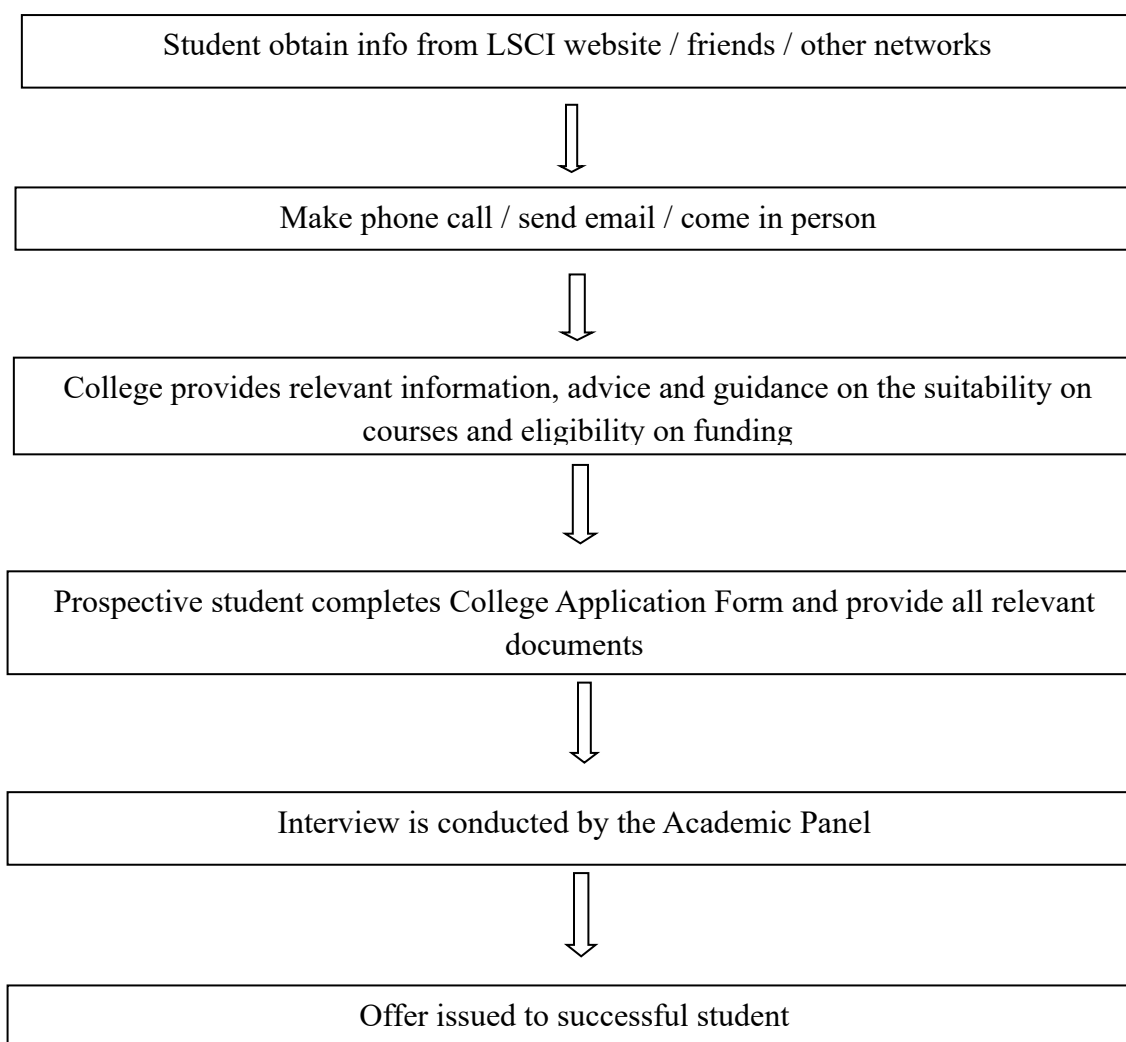 Student obtain info from LSCI website / friends / other networks
Make phone call / send email / come in person
College provides relevant information, advice and guidance on the suitability on
courses and eligibility on funding
Prospective student completes College Application Form and provide all relevant
documents
Interview is conducted by the Academic Panel
Offer issued to successful student